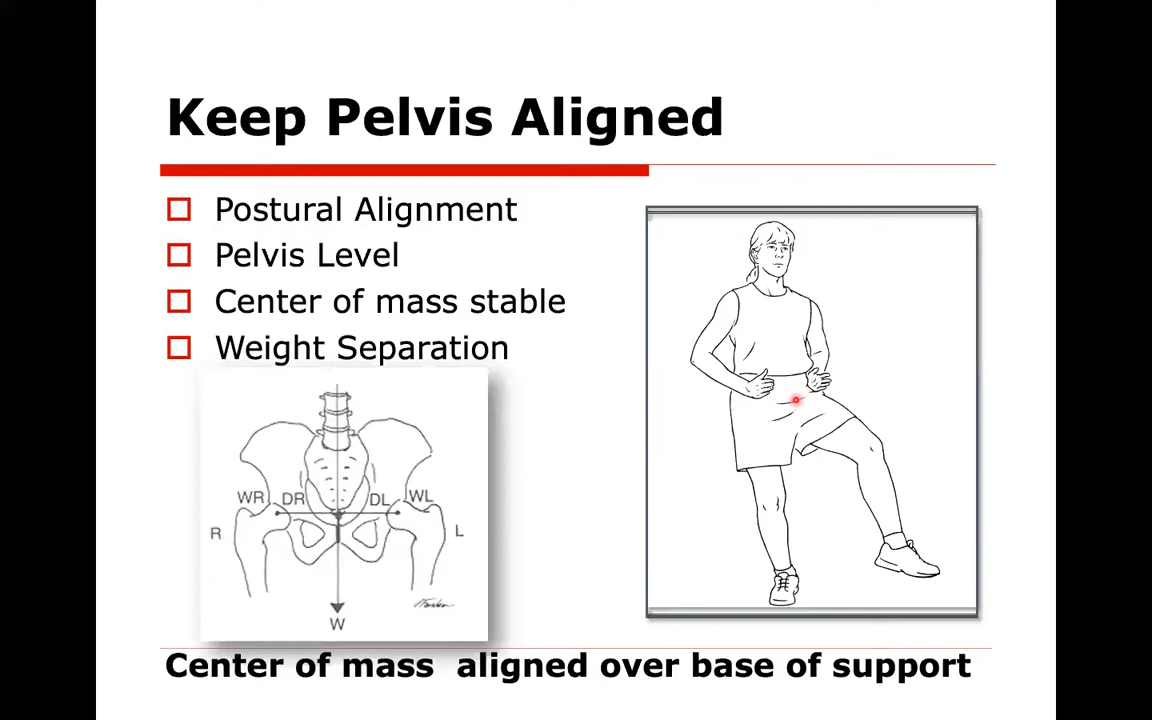 Keep Pelvis Aligned
Postural Alignment
Pelvis Level
Center of mass stable
Weight Separation
WR DR DL WL
R L
W
Center of mass aligned over base of support